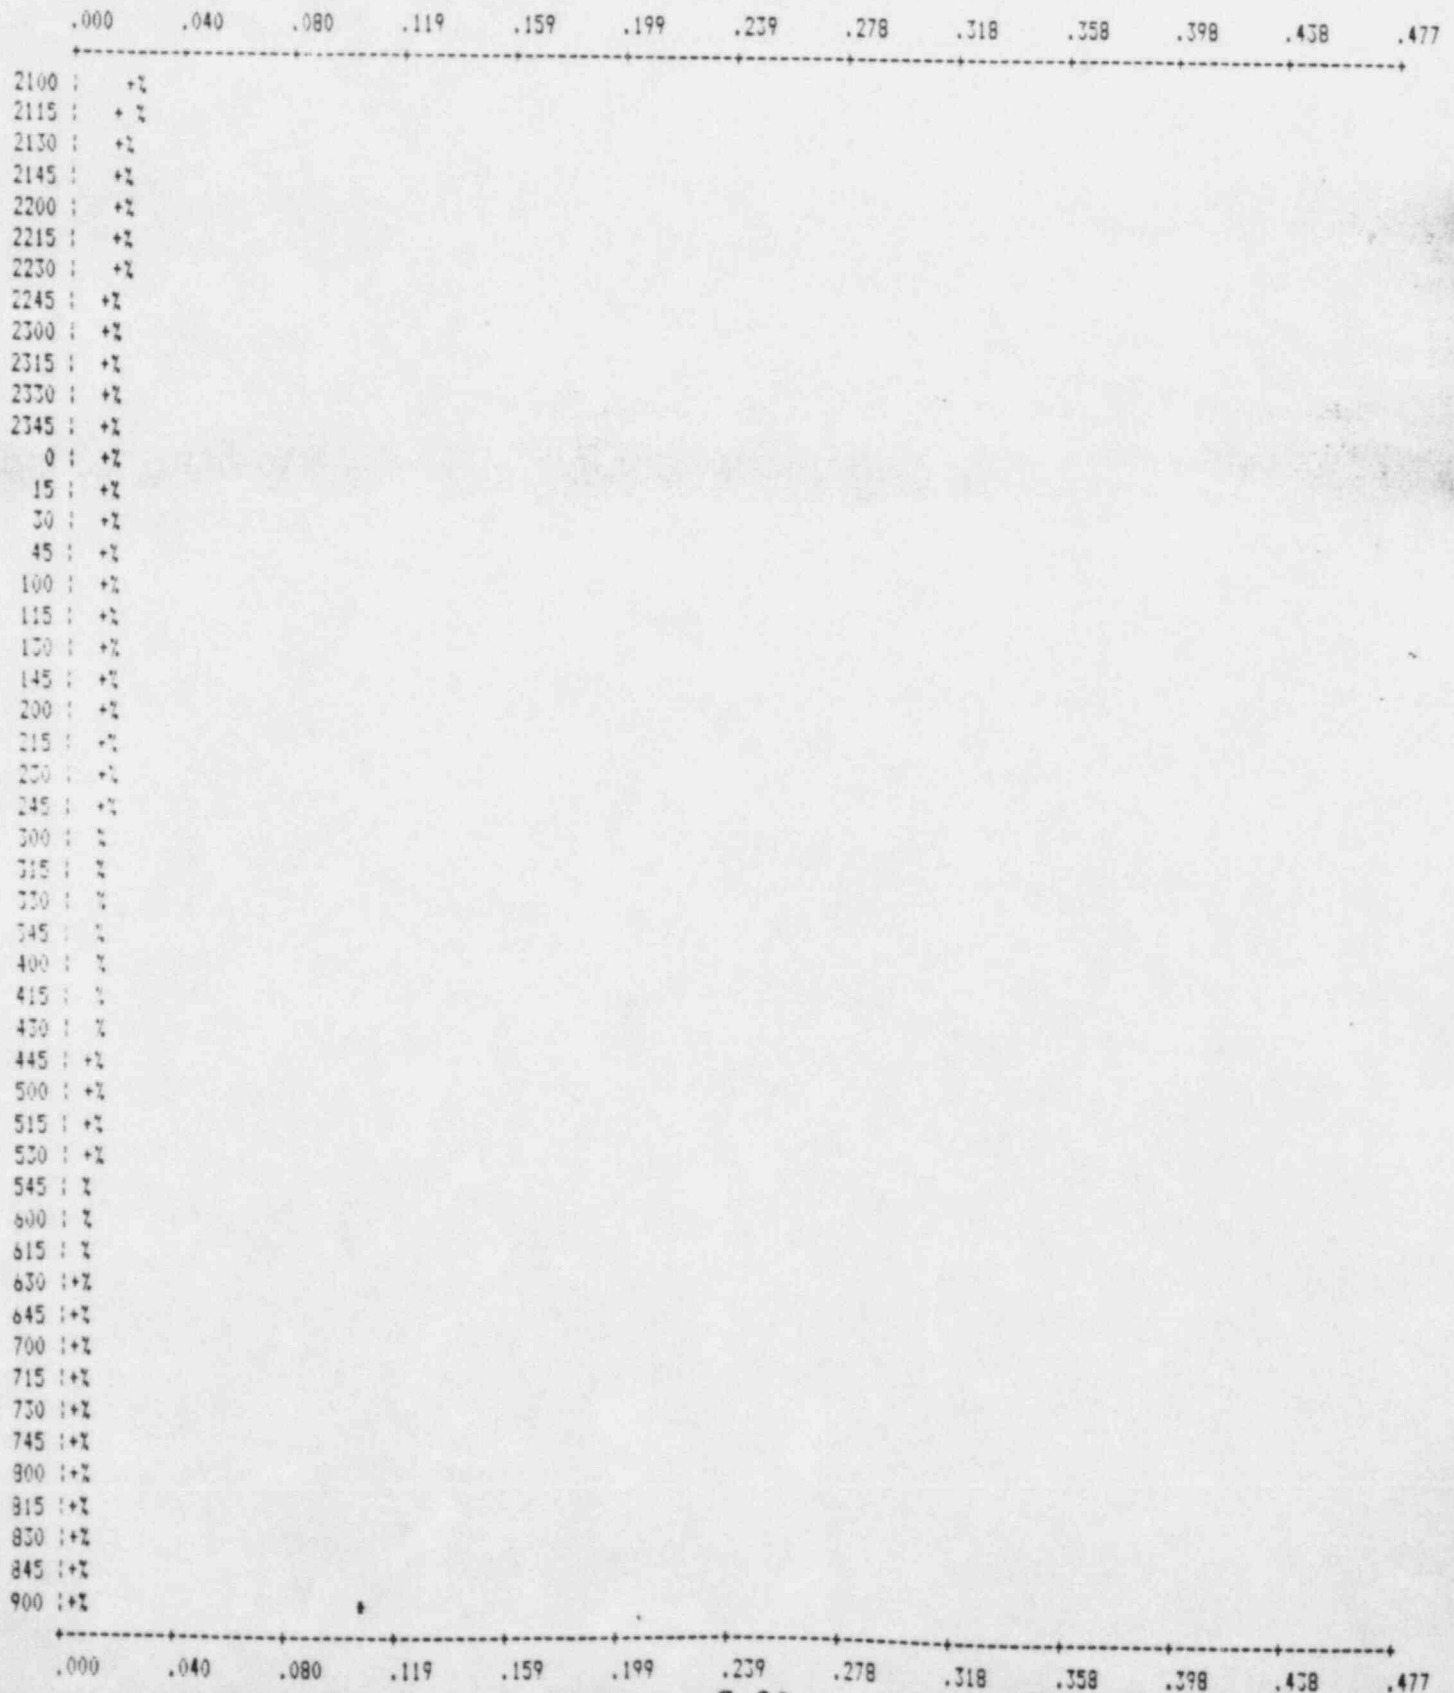 .000 .040 .080 .119 .159 .199 .239 .278 .318 .358 .398 .438 .477
+---------+---------+---------+---------+---------+---------+---------+---------+---------+---------+---------+---------+
2100 |    +%
2115 |   + %
2130 |   +%
2145 |   +%
2200 |   +%
2215 |   +%
2230 |   +%
2245 |  +%
2300 |  +%
2315 |  +%
2330 |  +%
2345 |  +%
0 |  +%
15 |  +%
30 |  +%
45 |  +%
100 |  +%
115 |  +%
130 |  +%
145 |  +%
200 |  +%
215 |  +%
230 |  +%
245 |  +%
300 |  %
315 |  %
330 |  %
345 |  %
400 |  %
415 |  %
430 |  %
445 | +%
500 | +%
515 | +%
530 | +%
545 | %
600 | %
615 | %
630 |+%
645 |+%
700 |+%
715 |+%
730 |+%
745 |+%
800 |+%
815 |+%
830 |+%
845 |+%
900 |+%
+---------+---------+---------+---------+---------+---------+---------+---------+---------+---------+---------+---------+
.000 .040 .080 .119 .159 .199 .239 .278 .318 .358 .398 .438 .477